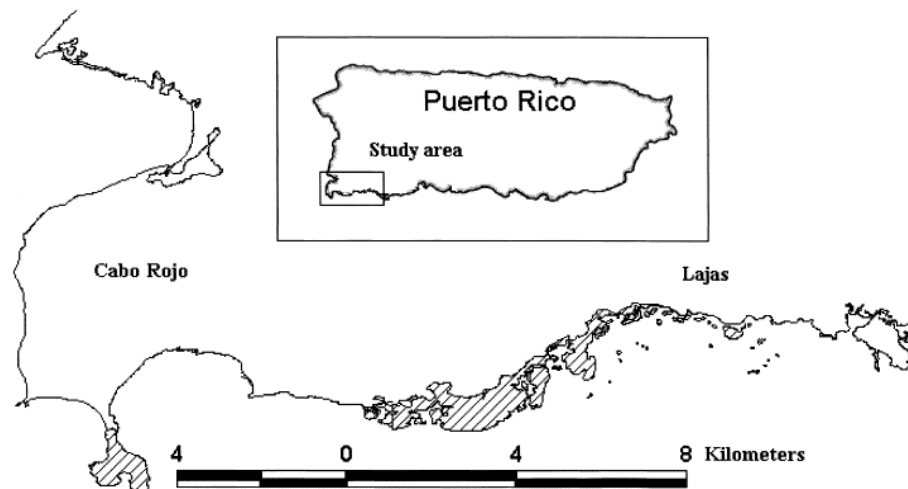 Puerto Rico
Study area
Cabo Rojo
Lajas
4 0 4 8 Kilometers